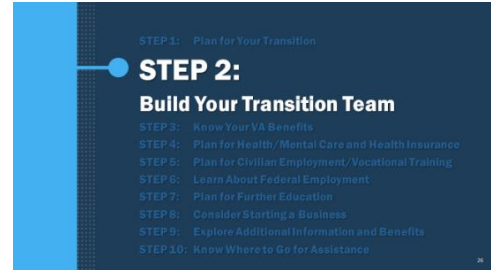 STEP 1: Plan for Your Transition
STEP 2:
Build Your Transition Team
STEP 3: Know Your VA Benefits
STEP 4: Plan for Health/Mental Care and Health Insurance
STEP 5: Plan for Civilian Employment/Vocational Training
STEP 6: Learn About Federal Employment
STEP 7: Plan for Further Education
STEP 8: Consider Starting a Business
STEP 9: Explore Additional Information and Benefits
STEP 10: Know Where to Go for Assistance
26